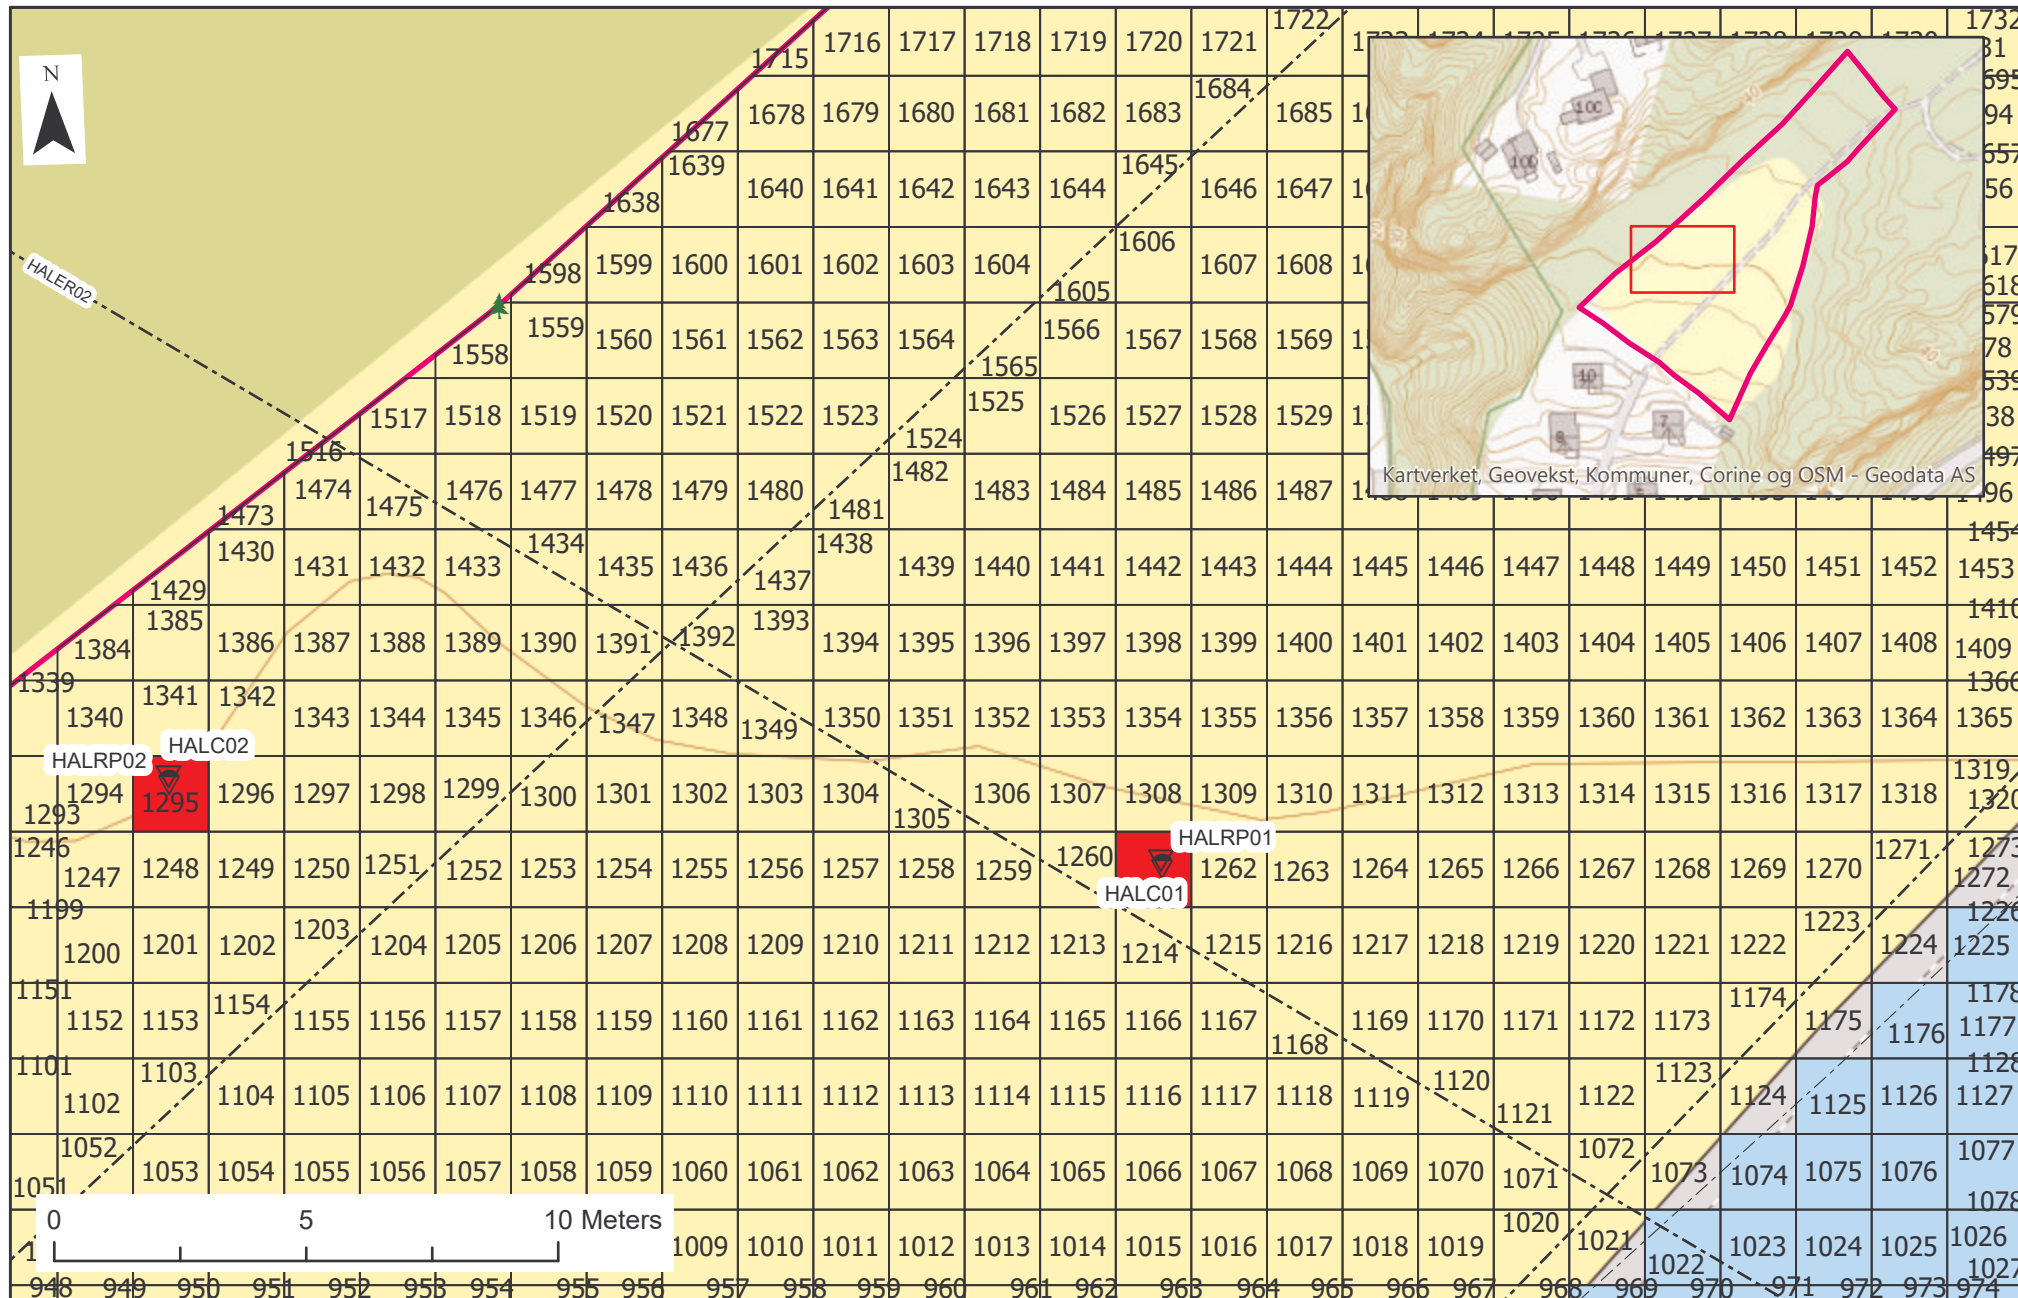 1722 1732
1716 1717 1718 1719 1720 1721
1715
N
1684
1678 1679 1680 1681 1682 1683 1685
1677
1639 1645
1640 1641 1642 1643 1644 1646 1647
1638
1606
1598 1599 1600 1601 1602 1603 1604 1607 1608
HALER02
1605
1559 1566
1560 1561 1562 1563 1564 1567 1568 1569
1558
1565
1525
1517 1518 1519 1520 1521 1522 1523 1526 1527 1528 1529
1524
1516
1482
1474 1475 1476 1477 1478 1479 1480 1483 1484 1485 1486 1487
1473 1481
10C
10D
40
10
7
40
Kartverket, Geovekst, Kommuner, Corine og OSM - Geodata AS
1454
1430 1434 1438
1431 1432 1433 1435 1436 1439 1440 1441 1442 1443 1444 1445 1446 1447 1448 1449 1450 1451 1452 1453
1429 1437
1385 1393 1410
1384 1386 1387 1388 1389 1390 1391 1392 1394 1395 1396 1397 1398 1399 1400 1401 1402 1403 1404 1405 1406 1407 1408 1409
1339 1341 1342 1366
1340 1343 1344 1345 1346 1347 1348 1349 1350 1351 1352 1353 1354 1355 1356 1357 1358 1359 1360 1361 1362 1363 1364 1365
HALRP02 HALC02
1319
1294 1295 1296 1297 1298 1299 1300 1301 1302 1303 1304 1306 1307 1308 1309 1310 1311 1312 1313 1314 1315 1316 1317 1318 1320
1293 1305
HALRP01
1246 1260 1271 1273
1247 1248 1249 1250 1251 1252 1253 1254 1255 1256 1257 1258 1259 1262 1263 1264 1265 1266 1267 1268 1269 1270 1272
HALC01
1199 1203 1223 1226
1200 1201 1202 1204 1205 1206 1207 1208 1209 1210 1211 1212 1213 1214 1215 1216 1217 1218 1219 1220 1221 1222 1224 1225
1151 1154 1174 1178
1152 1153 1155 1156 1157 1158 1159 1160 1161 1162 1163 1164 1165 1166 1167 1169 1170 1171 1172 1173 1175 1176 1177
1168
1101 1103 1120 1123 1128
1102 1104 1105 1106 1107 1108 1109 1110 1111 1112 1113 1114 1115 1116 1117 1118 1119 1121 1122 1124 1125 1126 1127
1052 1072 1077
1053 1054 1055 1056 1057 1058 1059 1060 1061 1062 1063 1064 1065 1066 1067 1068 1069 1070 1071 1073 1074 1075 1076
1051 1078
0 5 10 Meters
1009 1010 1011 1012 1013 1014 1015 1016 1017 1018 1019 1020 1021 1022 1023 1024 1025 1026
1027
948 949 950 951 952 953 954 955 956 957 958 959 960 961 962 963 964 965 966 967 968 969 970 971 972 973 974